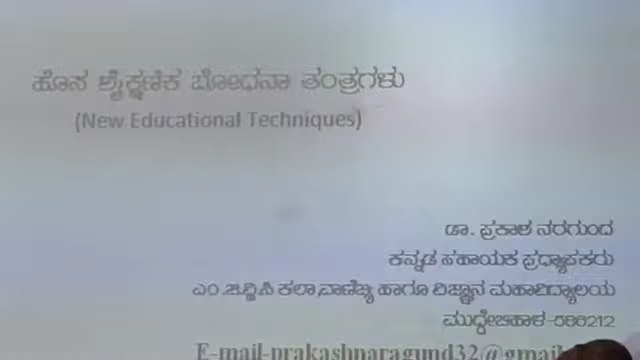 ಹೊಸ ಶೈಕ್ಷಣಿಕ ಬೋಧನಾ ತಂತ್ರಗಳು
(New Educational Techniques)
ಡಾ. ಪ್ರಕಾಶ ನರಗುಂದ
ಕನ್ನಡ ಸಹಾಯಕ ಪ್ರಧ್ಯಾಪಕರು
ಎಂ.ಜಿ.ವ್ಹಿ.ಸಿ ಕಲಾ,ವಾಣಿಜ್ಯ ಹಾಗೂ ವಿಜ್ಞಾನ ಮಹಾವಿದ್ಯಾಲಯ
ಮುದ್ದೇಬಿಹಾಳ-586212
E-mail-prakashnaragund32@gmail